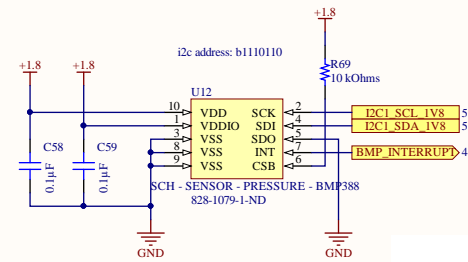 +1.8
i2c address: b1110110
+1.8
+1.8
R69
10 kOhms
U12
10
VDD
SCK
2
I2C1_SCL_1V8
5
1
VDDIO
SDI
4
I2C1_SDA_1V8
5
3
VSS
SDO
5
8
VSS
INT
7
BMP_INTERRUPT
4
9
VSS
CSB
6
C58
0.1µF
C59
0.1µF
SCH - SENSOR - PRESSURE - BMP388
828-1079-1-ND
GND
GND